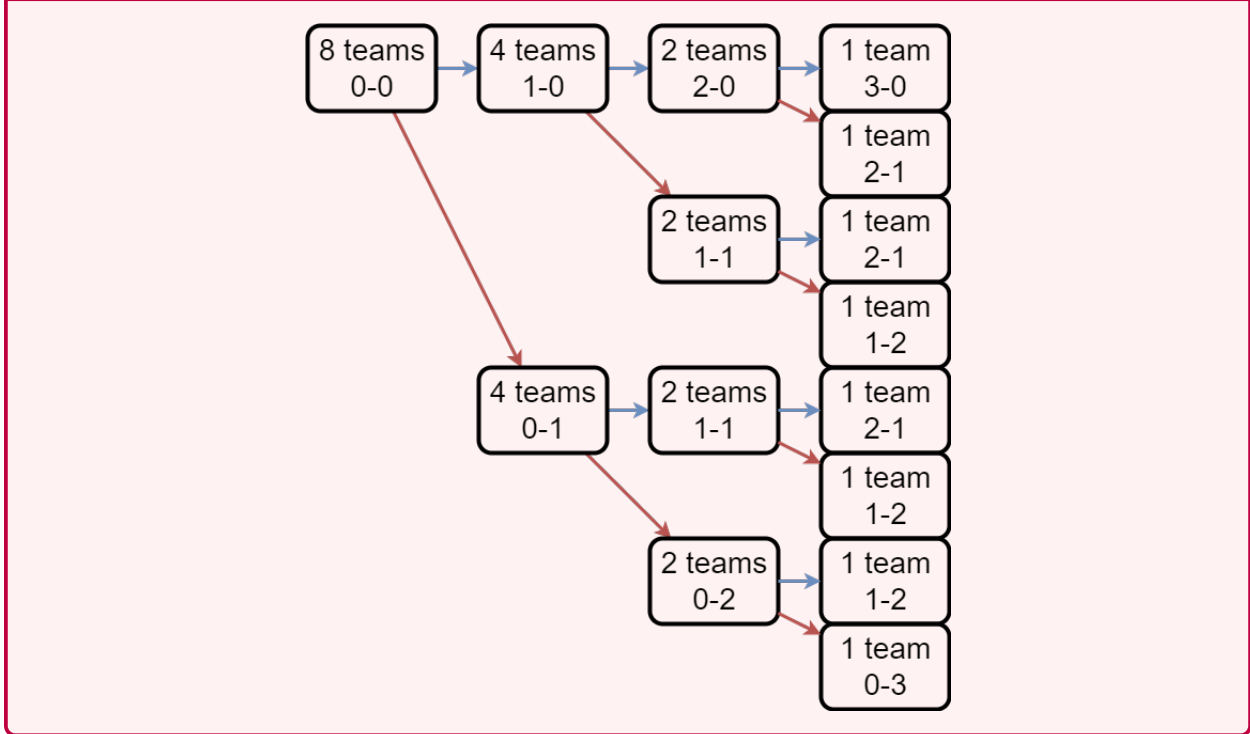 8 teams
0-0
4 teams
1-0
2 teams
2-0
1 team
3-0
1 team
2-1
2 teams
1-1
1 team
2-1
1 team
1-2
4 teams
0-1
2 teams
1-1
1 team
2-1
1 team
1-2
2 teams
0-2
1 team
1-2
1 team
0-3